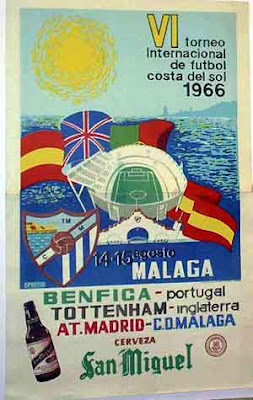 VI torneo
internacional
de futbol
costa del sol
1966
TM
C M
14-15 agosto
MALAGA
BENFICA - portugal
TOTTENHAM - inglaterra
AT. MADRID - C.D. MALAGA
CERVEZA
San Miguel